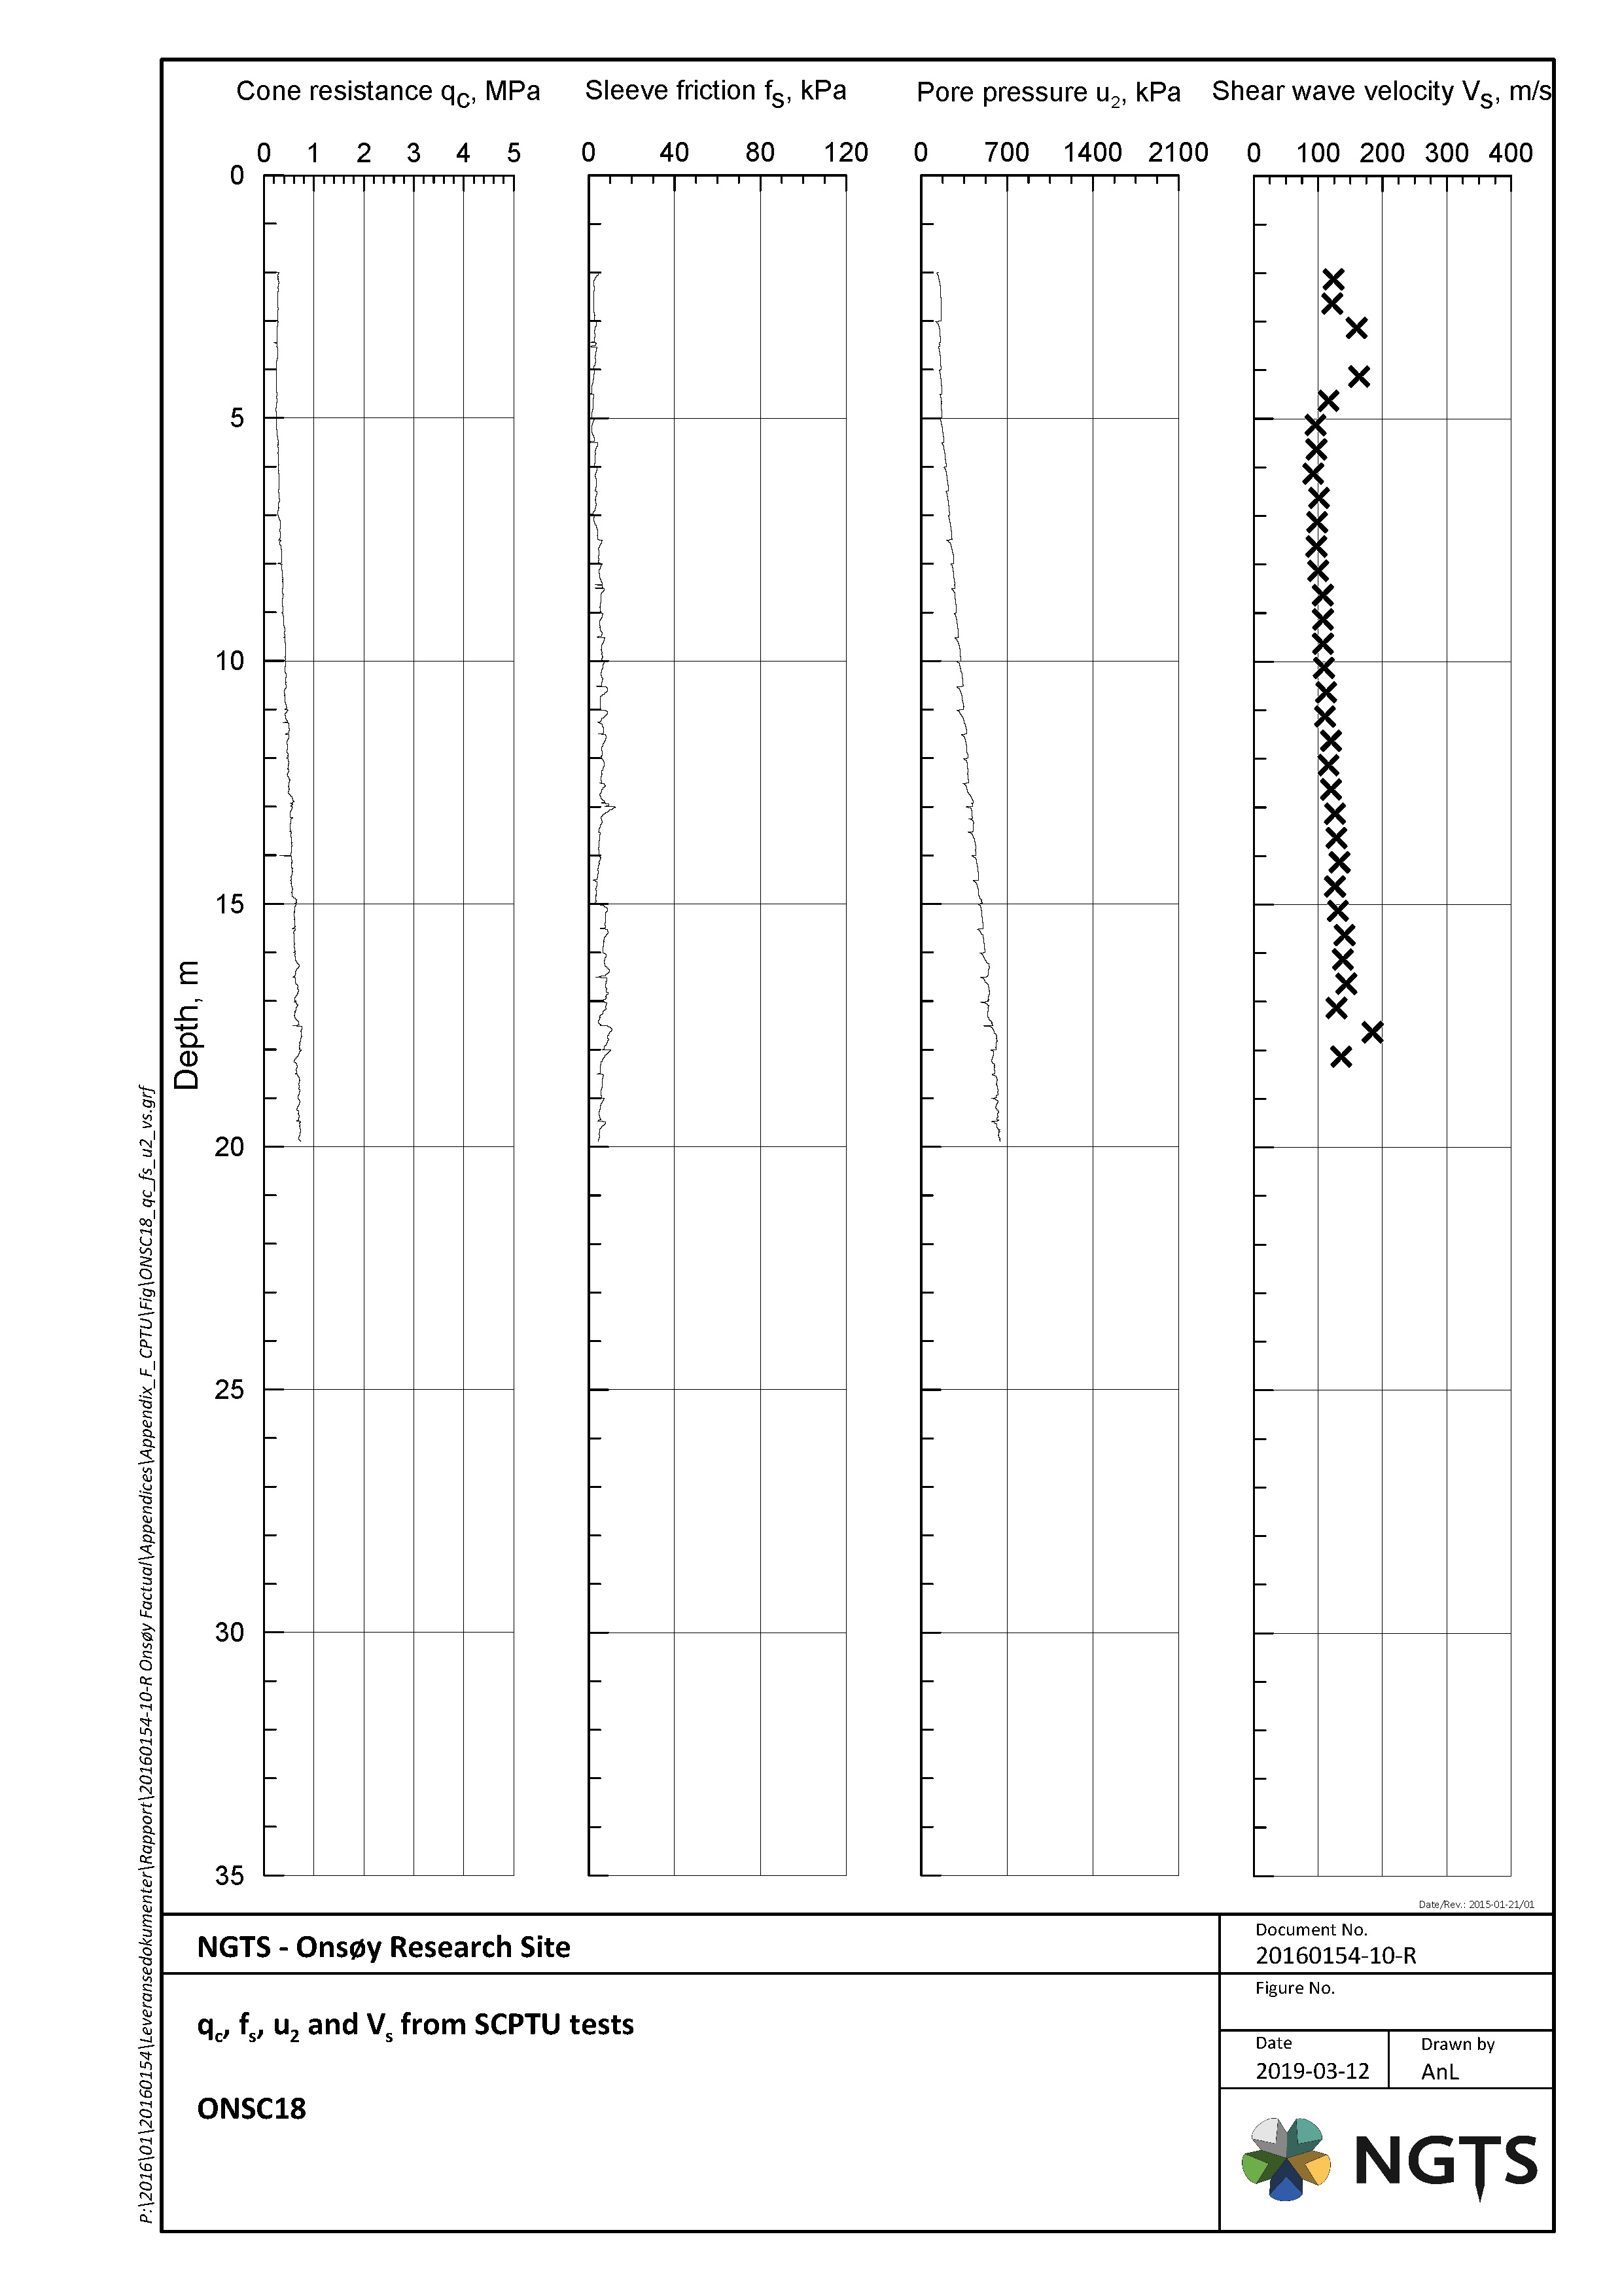 Cone resistance qc, MPa
Sleeve friction fs, kPa
Pore pressure u2, kPa
Shear wave velocity Vs, m/s
0 1 2 3 4 5
0 40 80 120
0 700 1400 2100
0 100 200 300 400
0
5
10
15
20
25
30
35
Depth, m
P:\2016\01\20160154\Leveransedokumenter\Rapport\20160154-10-R Onsøy Factual\Appendices\Appendix_F_CPTU\Fig\ONSC18_qc_fs_u2_vs.grf
Date/Rev.: 2015-01-21/01
NGTS - Onsøy Research Site
Document No.
20160154-10-R
Figure No.
qc, fs, u2 and Vs from SCPTU tests
Date
2019-03-12
Drawn by
AnL
ONSC18
NGTS